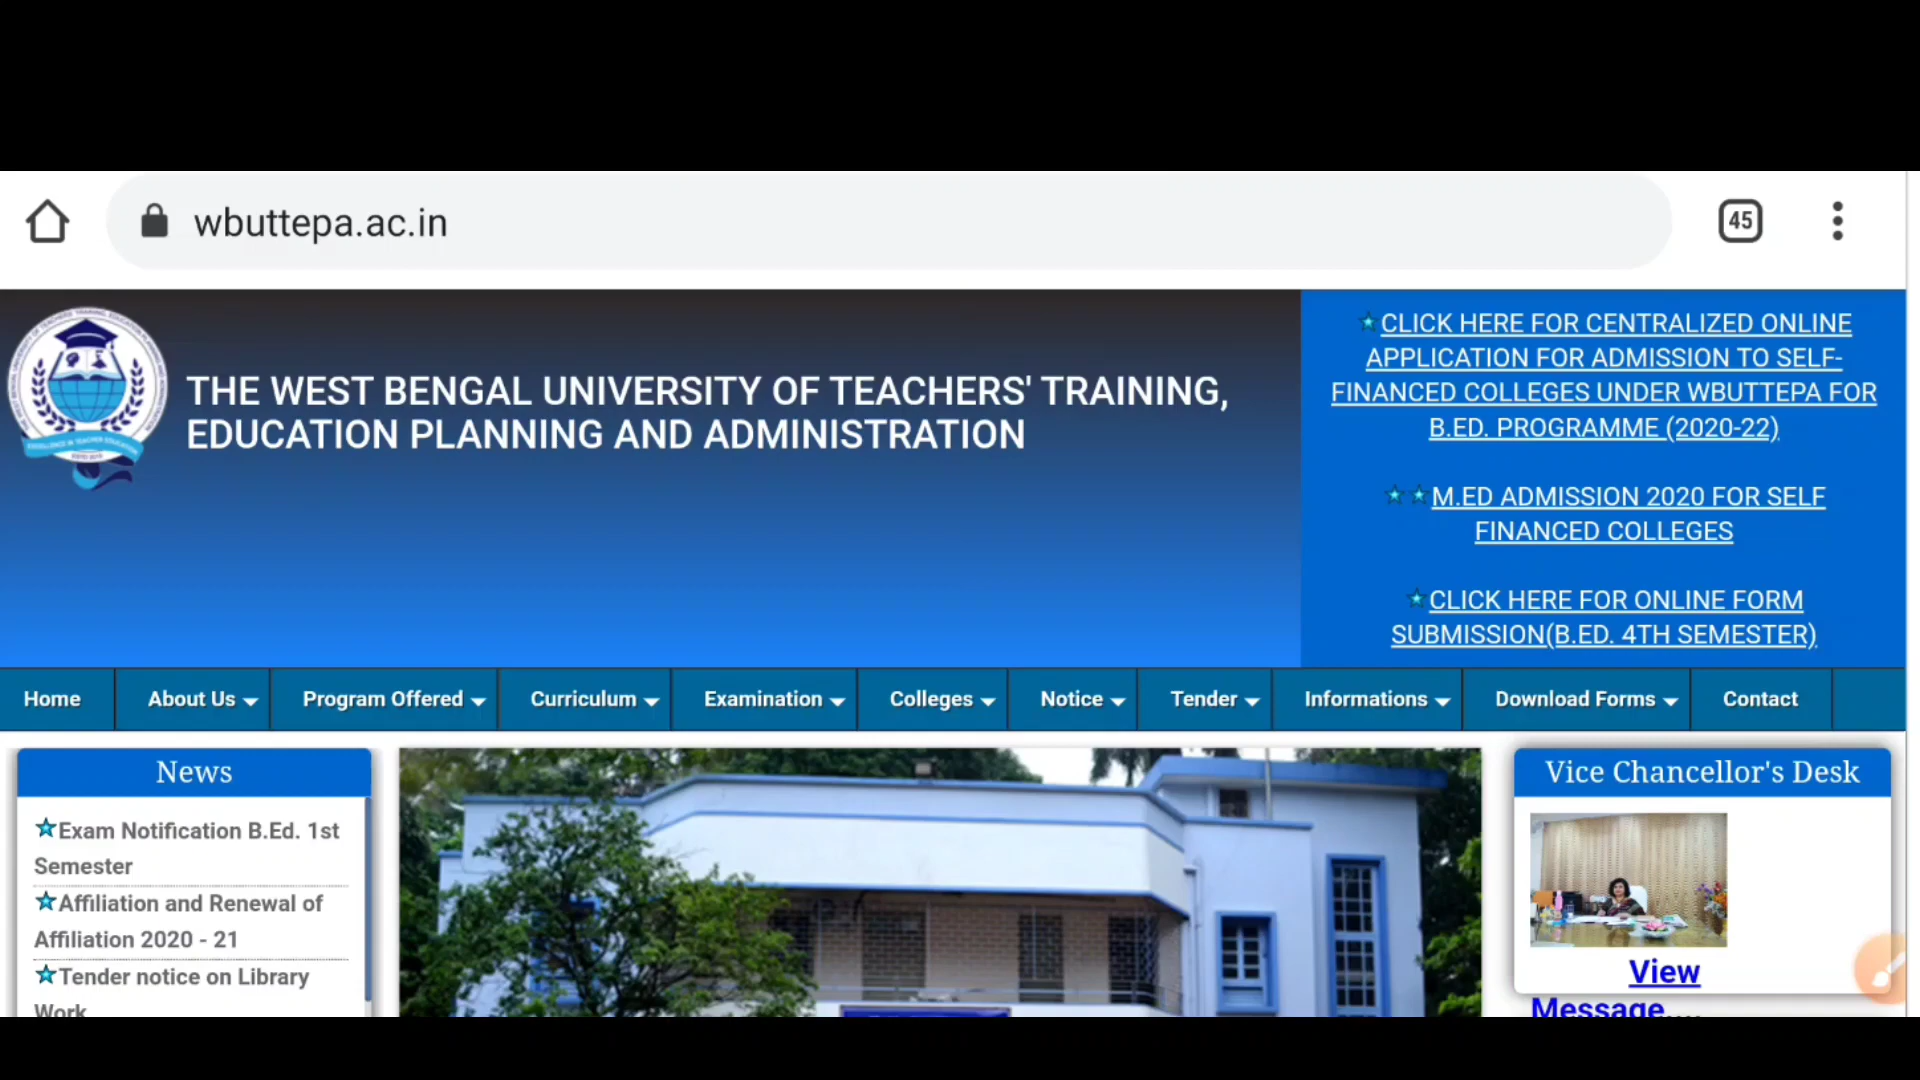 wbuttepa.ac.in
45
THE WEST BENGAL UNIVERSITY OF TEACHERS' TRAINING,
EDUCATION PLANNING AND ADMINISTRATION
CLICK HERE FOR CENTRALIZED ONLINE
APPLICATION FOR ADMISSION TO SELF-
FINANCED COLLEGES UNDER WBUTTEPA FOR
B.ED. PROGRAMME (2020-22)
M.ED ADMISSION 2020 FOR SELF
FINANCED COLLEGES
CLICK HERE FOR ONLINE FORM
SUBMISSION(B.ED. 4TH SEMESTER)
Home About Us Program Offered Curriculum Examination Colleges Notice Tender Informations Download Forms Contact
News
Exam Notification B.Ed. 1st
Semester
Affiliation and Renewal of
Affiliation 2020 - 21
Tender notice on Library
Work
Vice Chancellor's Desk
View
Message....